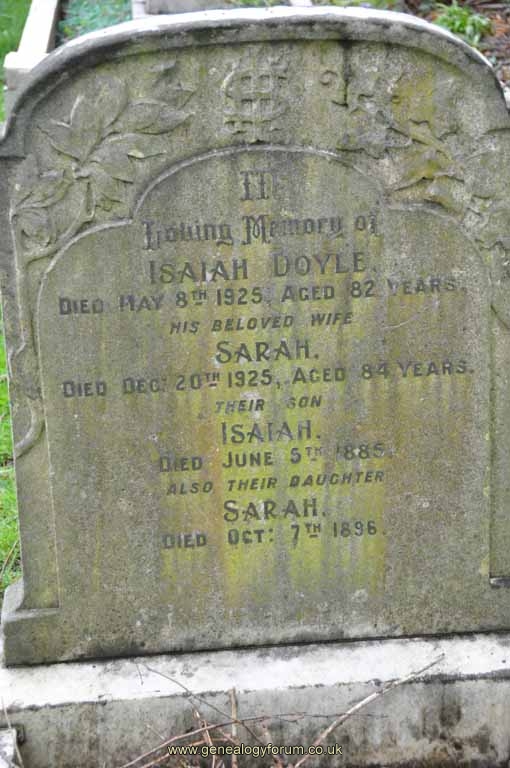 IHS
In
Loving Memory of
ISAIAH DOYLE.
DIED MAY 8TH 1925, AGED 82 YEARS.
HIS BELOVED WIFE
SARAH.
DIED DEC: 20TH 1925, AGED 84 YEARS.
THEIR SON
ISAIAH.
DIED JUNE 5TH 1885.
ALSO THEIR DAUGHTER
SARAH.
DIED OCT: 7TH 1896.
www.genealogyforum.co.uk